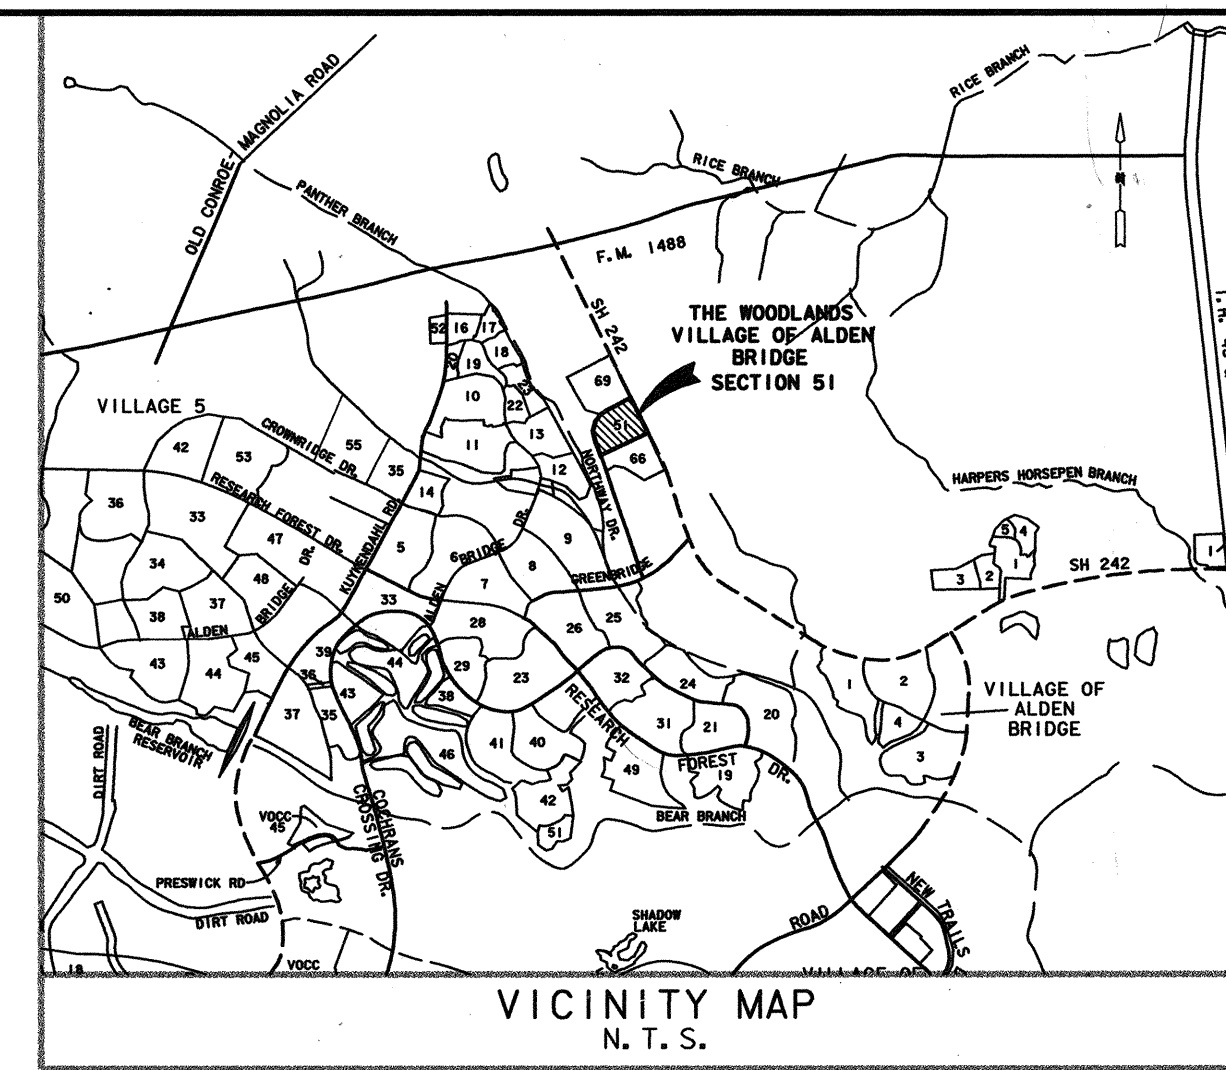 OLD CONROE-
MAGNOLIA ROAD
PANTHER BRANCH
RICE BRANCH
RICE BRANCH
F.M. 1488
SH 242
THE WOODLANDS
VILLAGE OF ALDEN
BRIDGE
SECTION 51
52
16
17
18
20
19
10
22
23
11
13
12
69
51
66
NORTHWAY DR.
VILLAGE 5
CROWNRIDGE DR.
42
53
55
35
14
36
33
RESEARCH FOREST DR.
47
34
46
50
38
37
ALDEN
BRIDGE
DR.
43
44
45
KUYKENDAHL RD.
5
6
BRIDGE
DR.
ALDEN
7
8
9
GREENBRIDGE
33
28
26
25
39
44
29
23
32
24
36
43
38
37
35
31
21
20
41
40
46
49
19
42
51
RESEARCH
FOREST
DR.
BEAR BRANCH
BEAR BRANCH
RESERVOIR
DIRT ROAD
VOCC
45
COCHRANS
CROSSING DR.
PRESWICK RD
DIRT ROAD
VOCC
18
SHADOW
LAKE
ROAD
NEW TRAILS
HARPERS HORSEPEN BRANCH
5
4
1
3
2
1
SH 242
1
2
4
3
VILLAGE OF
ALDEN
BRIDGE
VILLAGE OF
VICINITY MAP
N.T.S.